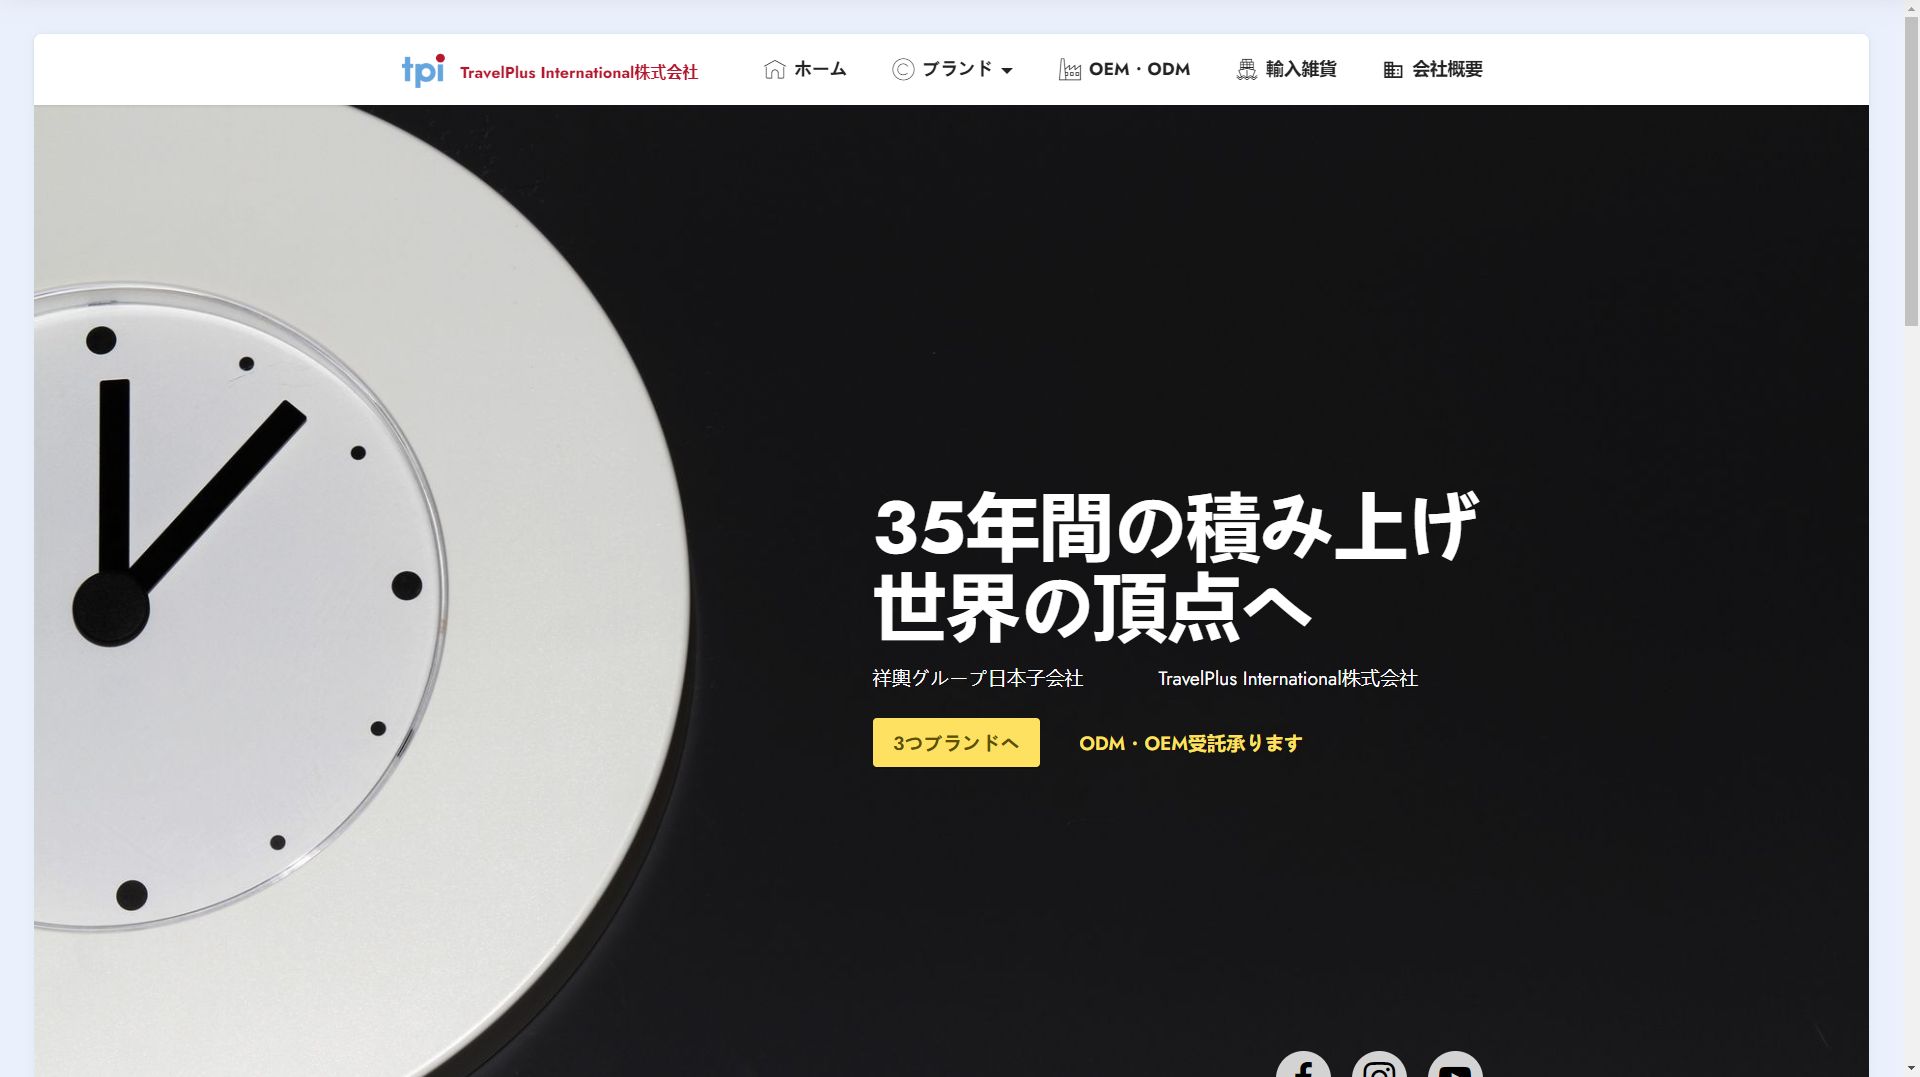 tpi
TravelPlus International株式会社
ホーム
ブランド
OEM・ODM
輸入雑貨
会社概要
35年間の積み上げ
世界の頂点へ
祥輿グループ日本子会社 TravelPlus International株式会社
3つブランドへ
ODM・OEM受託承ります